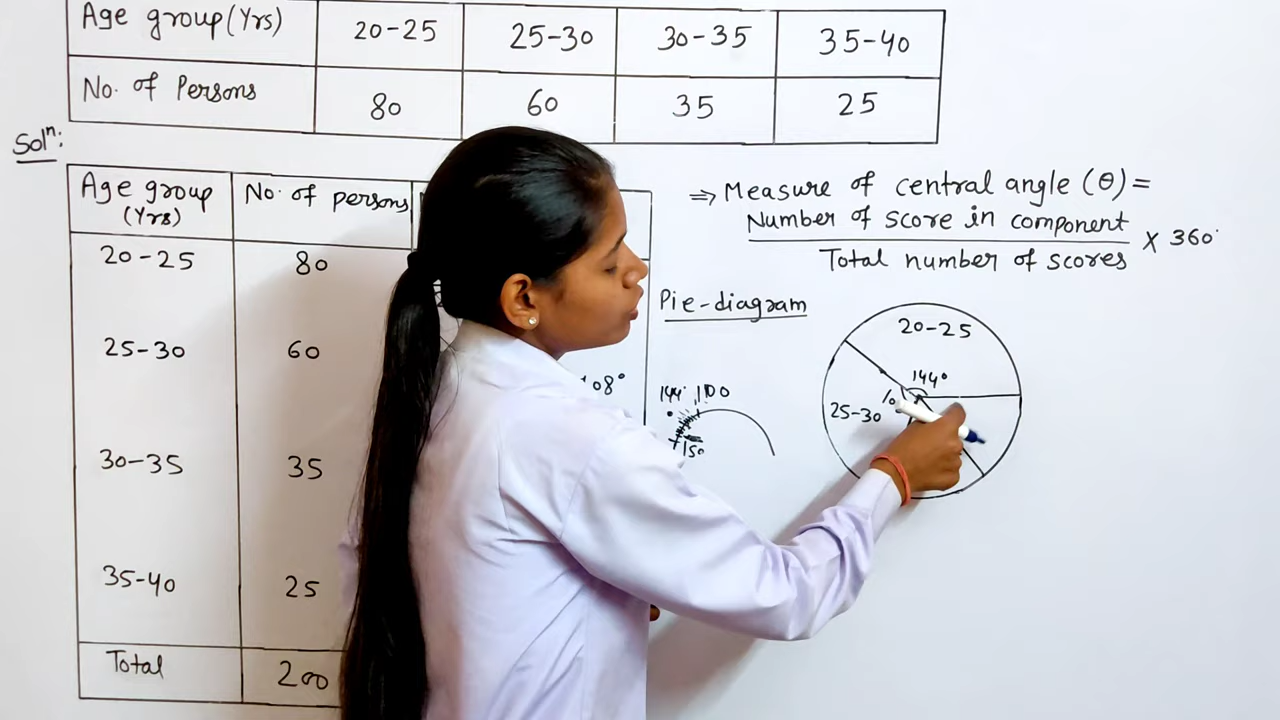 Age group (Yrs) 20-25 25-30 30-35 35-40
No. of Persons 80 60 35 25
Solⁿ:
Age group (Yrs) No. of persons
20-25 80
25-30 60
30-35 35
35-40 25
Total 200
08°
⇒ Measure of central angle (θ) =
Number of score in component
Total number of scores
× 360°
Pie-diagram
144° 100
150
20-25
144°
25-30